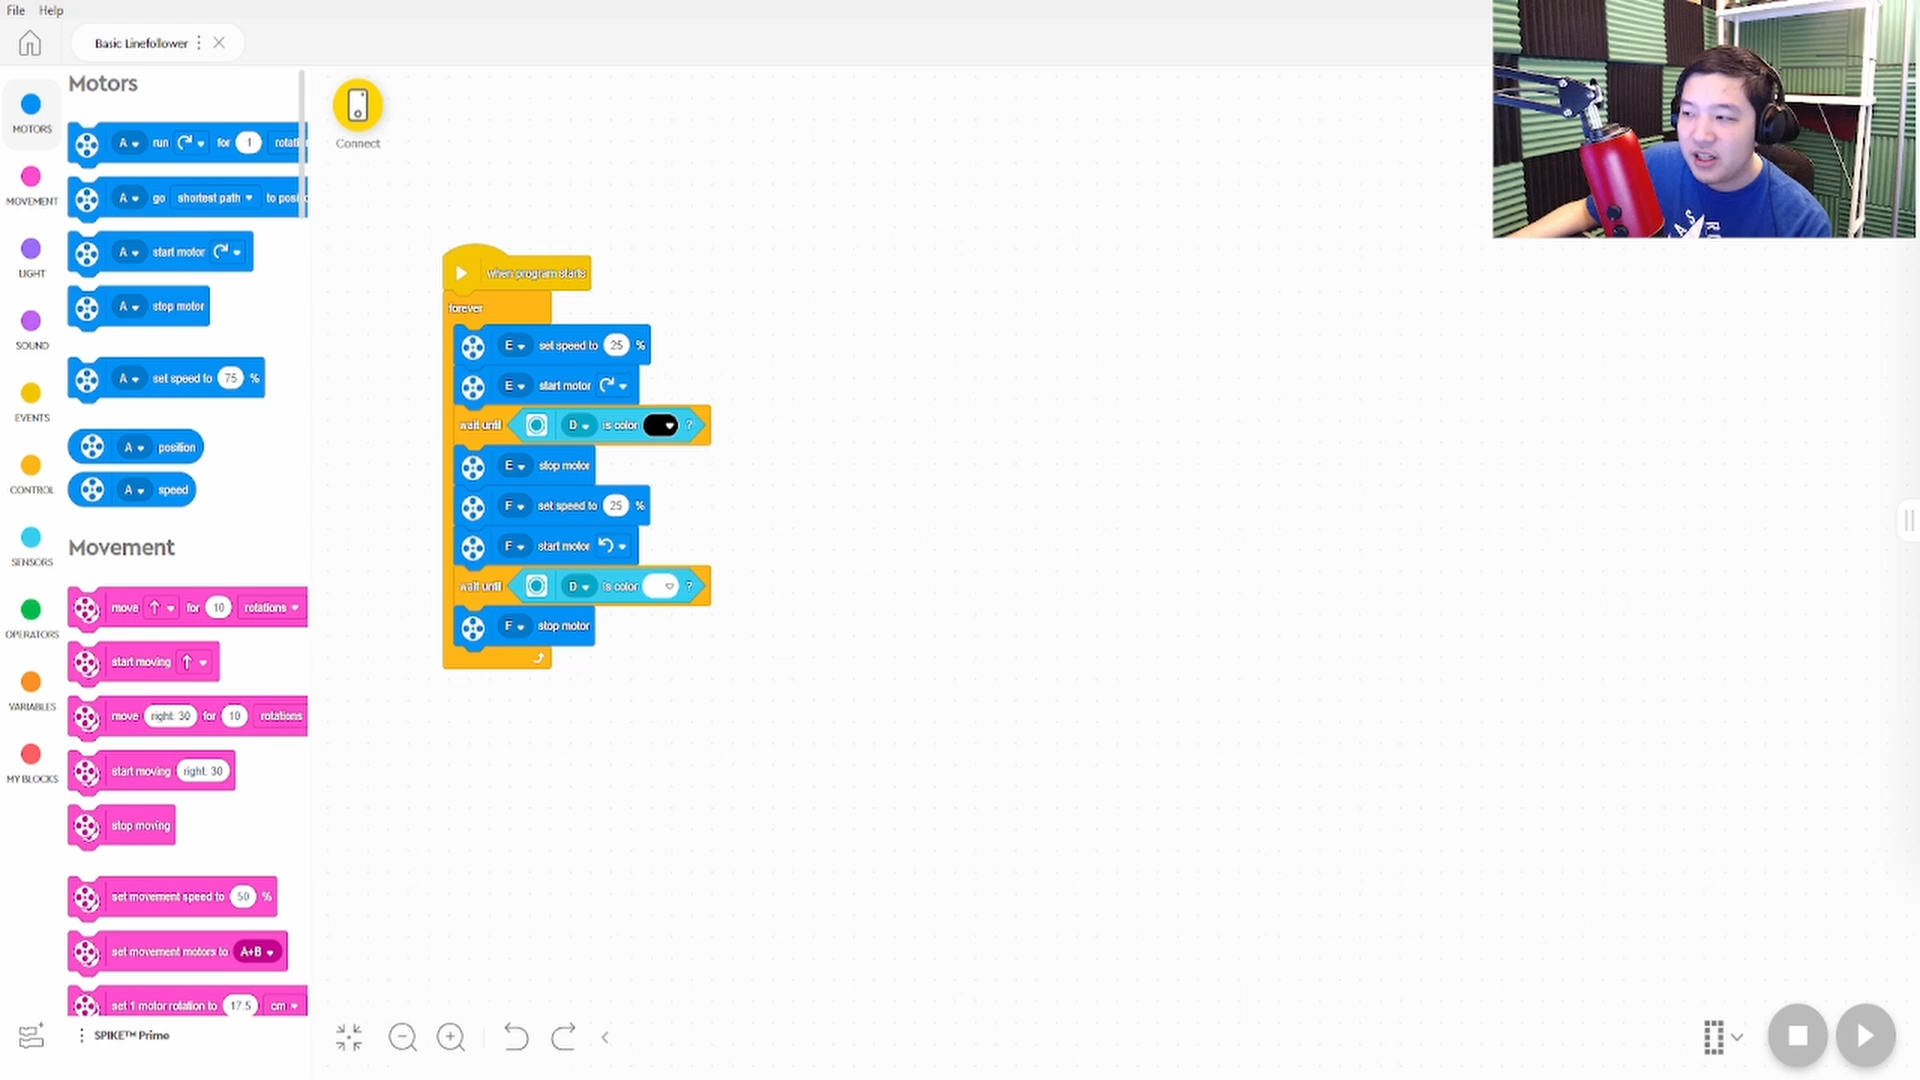 File Help
Basic Linefollower
Motors
MOTORS
MOVEMENT
LIGHT
SOUND
EVENTS
CONTROL
SENSORS
OPERATORS
VARIABLES
MY BLOCKS
A run for 1
A go shortest path
A start motor
A stop motor
A set speed to 75 %
A position
A speed
Movement
move for 10 rotations
start moving
move right: 30 for 10 rotations
start moving right: 30
stop moving
set movement speed to 50 %
set movement motors to A+B
set 1 motor rotation to 17.5 cm
SPIKE™ Prime
Connect
when program starts
forever
E set speed to 25 %
E start motor
wait until D is color ?
E stop motor
F set speed to 25 %
F start motor
wait until D is color ?
F stop motor